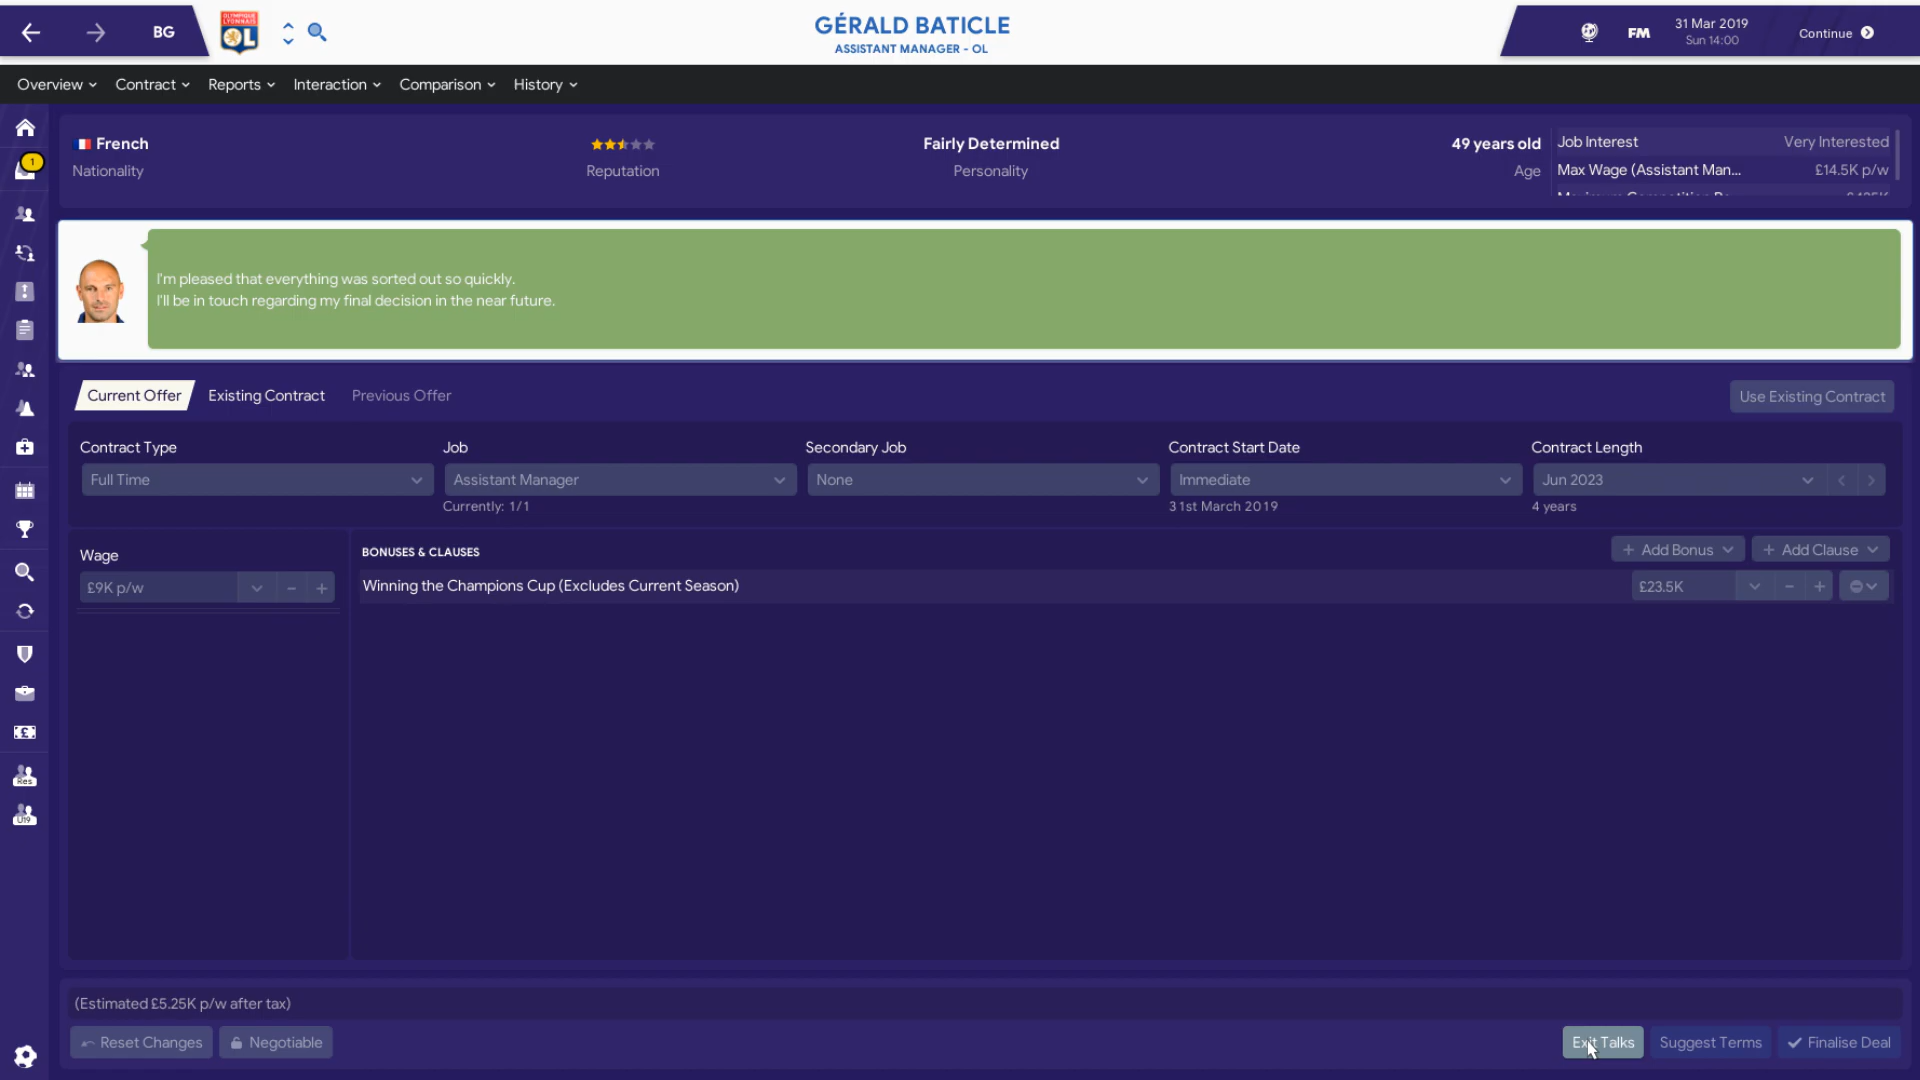 BG
OLYMPIQUE
LYONNAIS
OL
GÉRALD BATICLE
ASSISTANT MANAGER - OL
FM
31 Mar 2019
Sun 14:00
Continue
Overview
Contract
Reports
Interaction
Comparison
History
1
French
Nationality
Reputation
Fairly Determined
Personality
49 years old
Age
Job Interest
Very Interested
Max Wage (Assistant Man...
£14.5K p/w
I'm pleased that everything was sorted out so quickly.
I'll be in touch regarding my final decision in the near future.
Current Offer
Existing Contract
Previous Offer
Use Existing Contract
Contract Type
Job
Secondary Job
Contract Start Date
Contract Length
Full Time
Assistant Manager
None
Immediate
Jun 2023
Currently: 1/1
31st March 2019
4 years
Wage
BONUSES & CLAUSES
+ Add Bonus
+ Add Clause
£9K p/w
Winning the Champions Cup (Excludes Current Season)
£23.5K
Res
U19
(Estimated £5.25K p/w after tax)
Reset Changes
Negotiable
Exit Talks
Suggest Terms
Finalise Deal